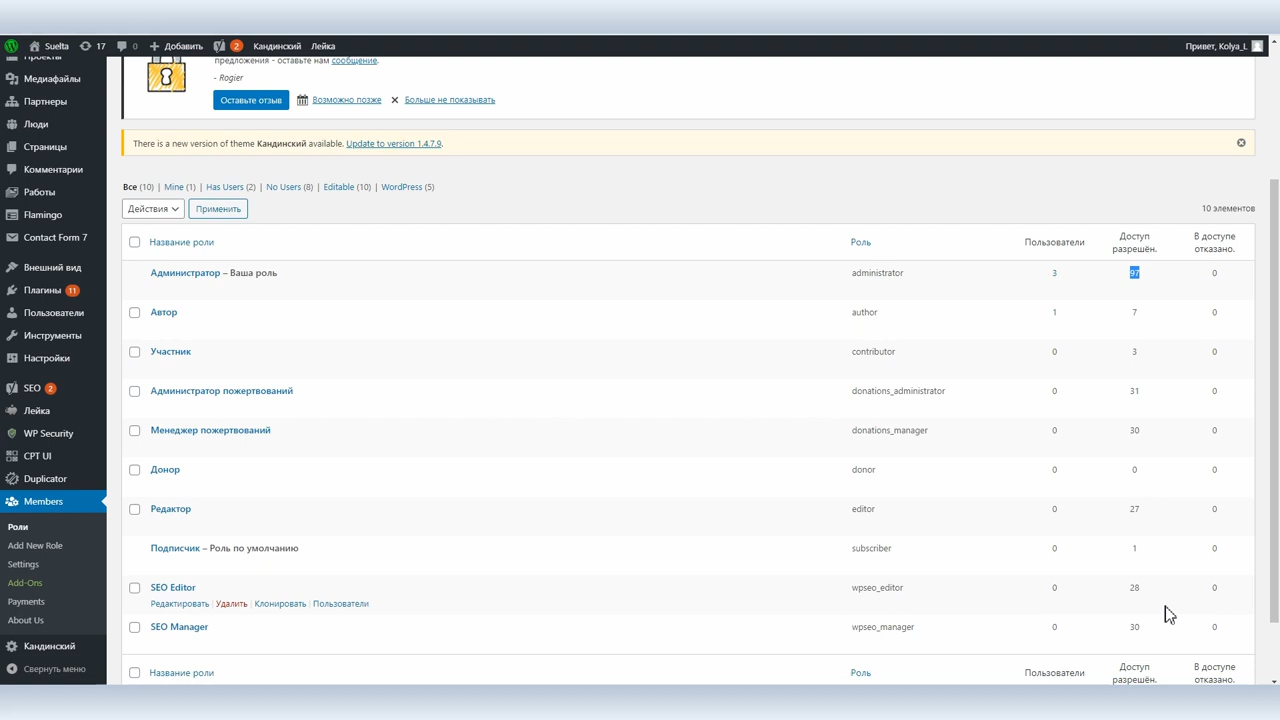 Suelta 17 0 Добавить 2 Кандинский Лейка Привет, Kolya_L
Проекты
Медиафайлы
Партнеры
Люди
Страницы
Комментарии
Работы
Flamingo
Contact Form 7
Внешний вид
Плагины 11
Пользователи
Инструменты
Настройки
SEO 2
Лейка
WP Security
CPT UI
Duplicator
Members
Роли
Add New Role
Settings
Add-Ons
Payments
About Us
Кандинский
Свернуть меню
предложения - оставьте нам сообщение.
- Rogier
Оставьте отзыв Возможно позже Больше не показывать
There is a new version of theme Кандинский available. Update to version 1.4.7.9.
Все (10) | Mine (1) | Has Users (2) | No Users (8) | Editable (10) | WordPress (5)
Действия Применить 10 элементов
Название роли Роль Пользователи Доступ разрешён. В доступе отказано.
Администратор – Ваша роль administrator 3 97 0
Автор author 1 7 0
Участник contributor 0 3 0
Администратор пожертвований donations_administrator 0 31 0
Менеджер пожертвований donations_manager 0 30 0
Донор donor 0 0 0
Редактор editor 0 27 0
Подписчик – Роль по умолчанию subscriber 0 1 0
SEO Editor wpseo_editor 0 28 0
Редактировать | Удалить | Клонировать | Пользователи
SEO Manager wpseo_manager 0 30 0
Название роли Роль Пользователи Доступ разрешён. В доступе отказано.